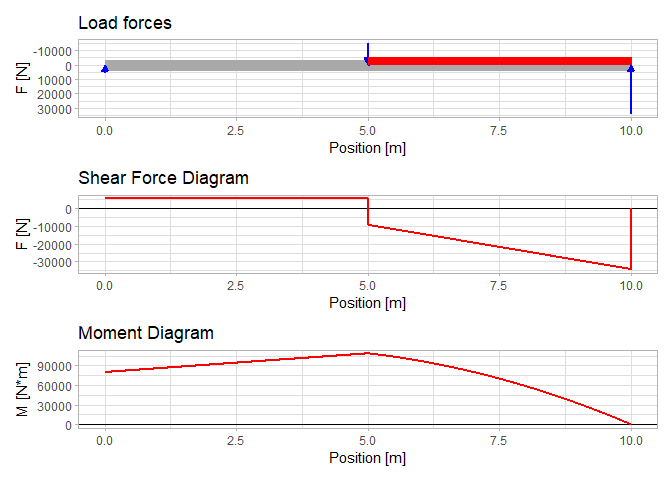 Load forces
F [N]
-10000
0
10000
20000
30000
0.0 2.5 5.0 7.5 10.0
Position [m]
Shear Force Diagram
F [N]
0
-10000
-20000
-30000
0.0 2.5 5.0 7.5 10.0
Position [m]
Moment Diagram
M [N*m]
90000
60000
30000
0
0.0 2.5 5.0 7.5 10.0
Position [m]